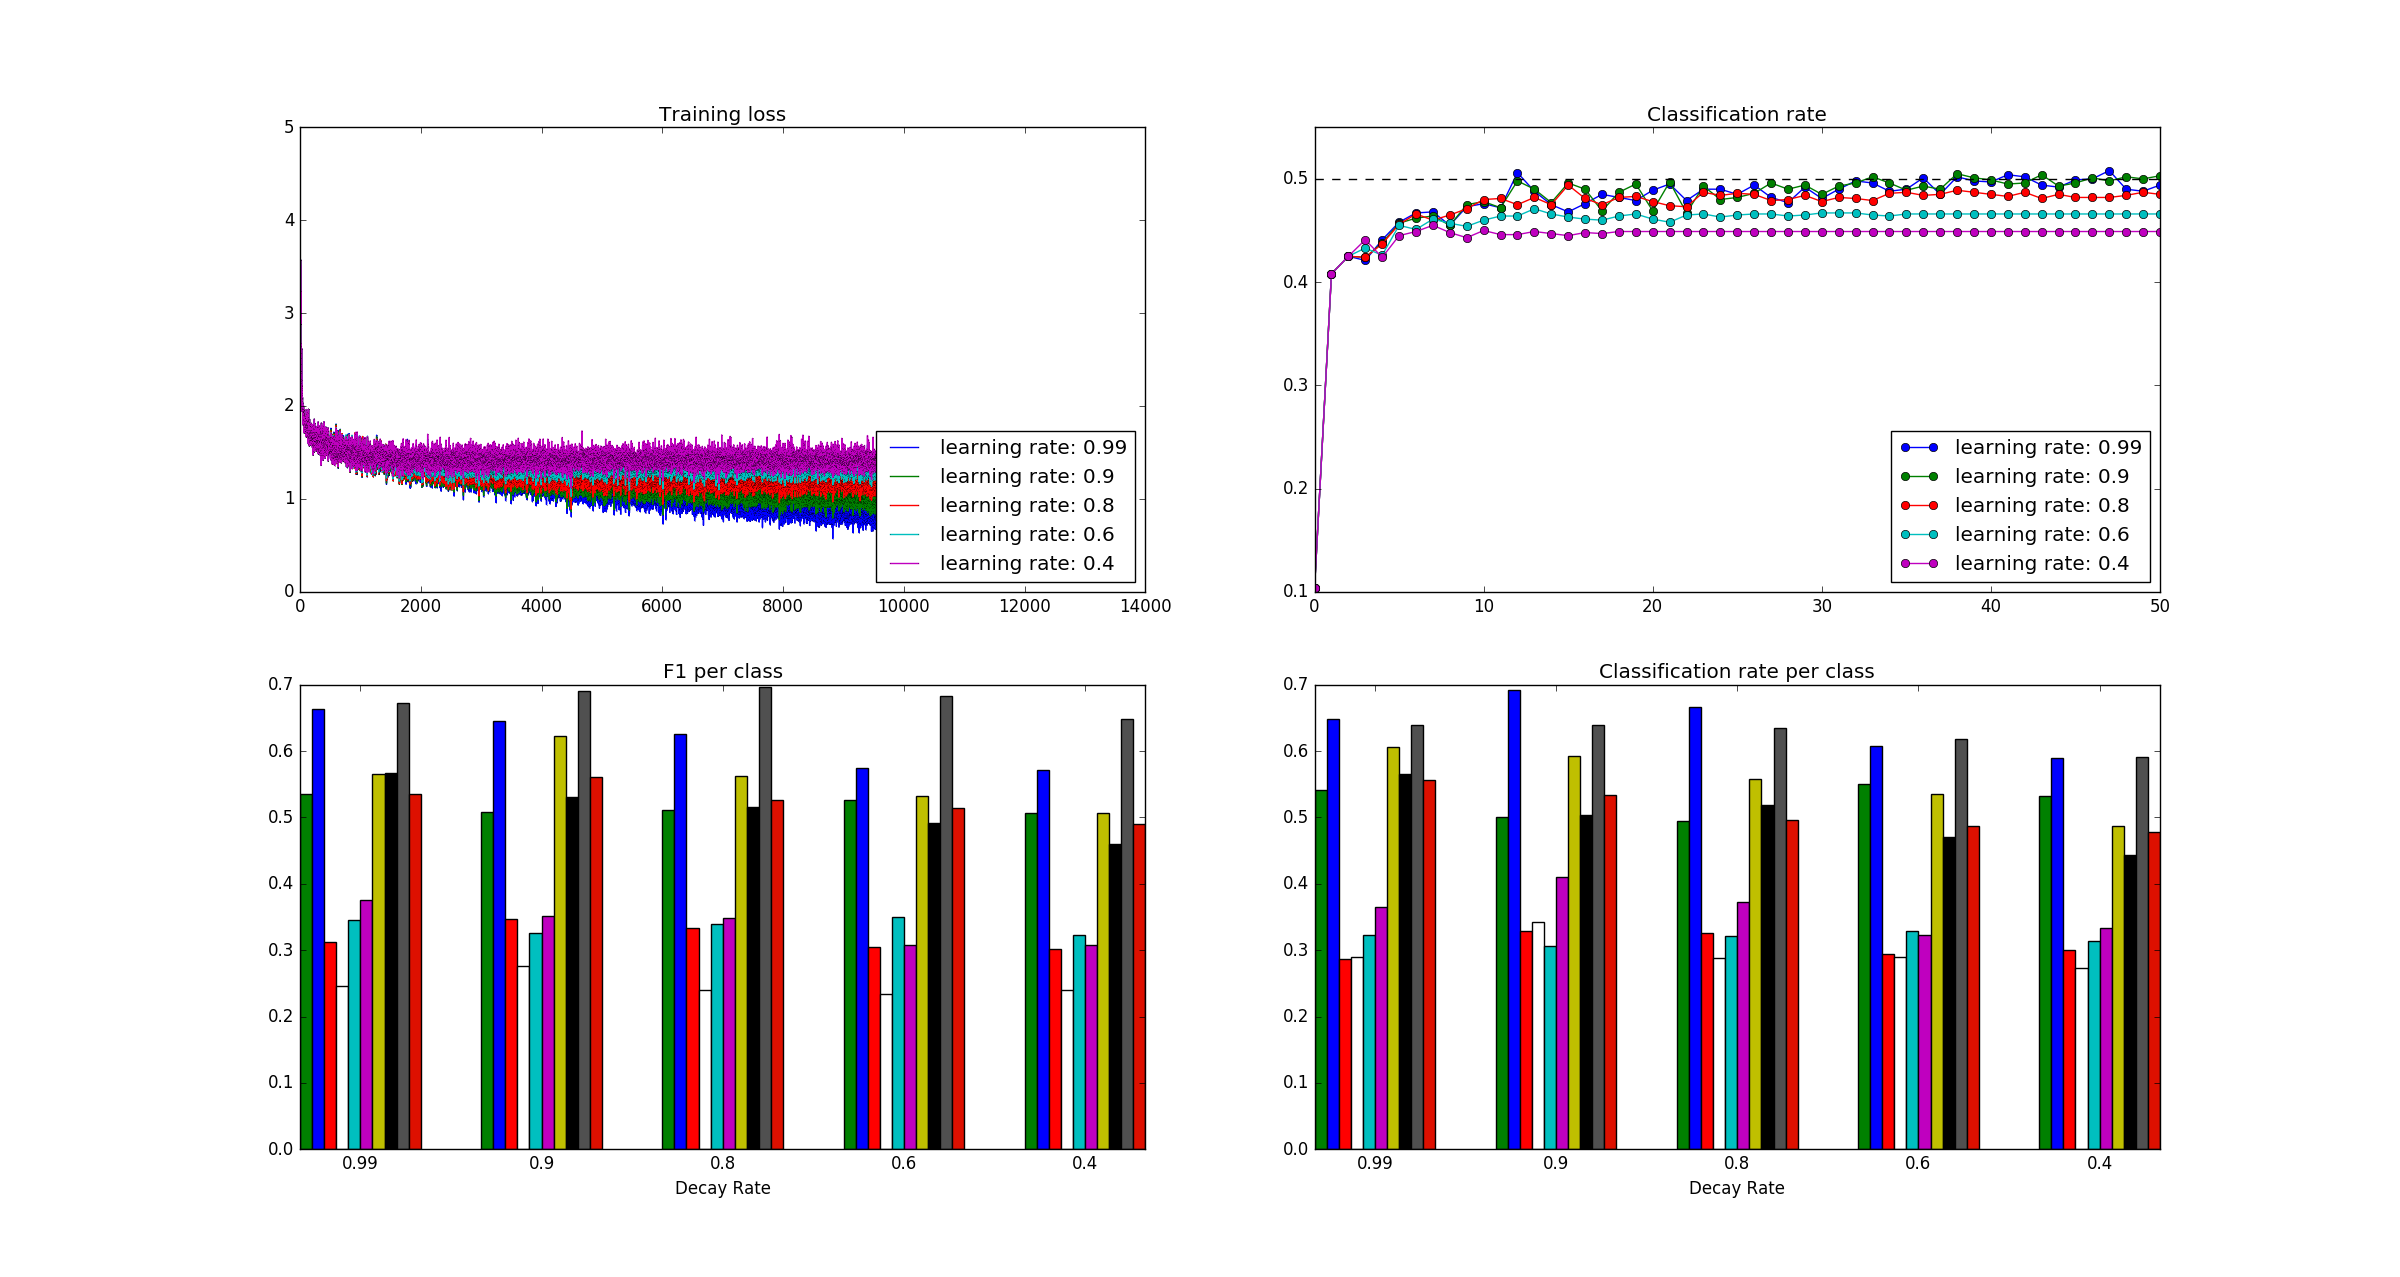 Training loss
5
4
3
2
1
0
0 2000 4000 6000 8000 10000 12000 14000
learning rate: 0.99
learning rate: 0.9
learning rate: 0.8
learning rate: 0.6
learning rate: 0.4
Classification rate
0.5
0.4
0.3
0.2
0.1
0 10 20 30 40 50
learning rate: 0.99
learning rate: 0.9
learning rate: 0.8
learning rate: 0.6
learning rate: 0.4
F1 per class
0.7
0.6
0.5
0.4
0.3
0.2
0.1
0.0
0.99 0.9 0.8 0.6 0.4
Decay Rate
Classification rate per class
0.7
0.6
0.5
0.4
0.3
0.2
0.1
0.0
0.99 0.9 0.8 0.6 0.4
Decay Rate